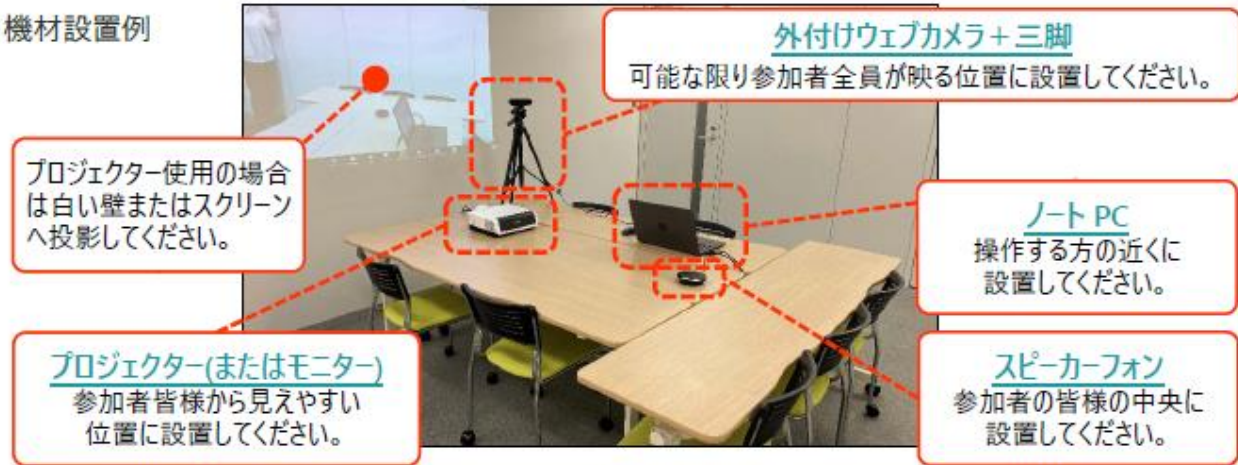 機材設置例
外付けウェブカメラ＋三脚
可能な限り参加者全員が映る位置に設置してください。
プロジェクター使用の場合
は白い壁またはスクリーン
へ投影してください。
ノート PC
操作する方の近くに
設置してください。
プロジェクター(またはモニター)
参加者皆様から見えやすい
位置に設置してください。
スピーカーフォン
参加者の皆様の中央に
設置してください。